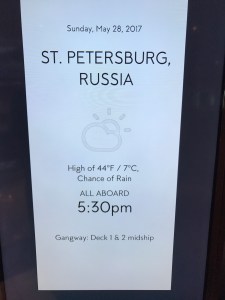 Sunday, May 28, 2017
ST. PETERSBURG,
RUSSIA
High of 44°F / 7°C,
Chance of Rain
ALL ABOARD
5:30pm
Gangway: Deck 1 & 2 midship